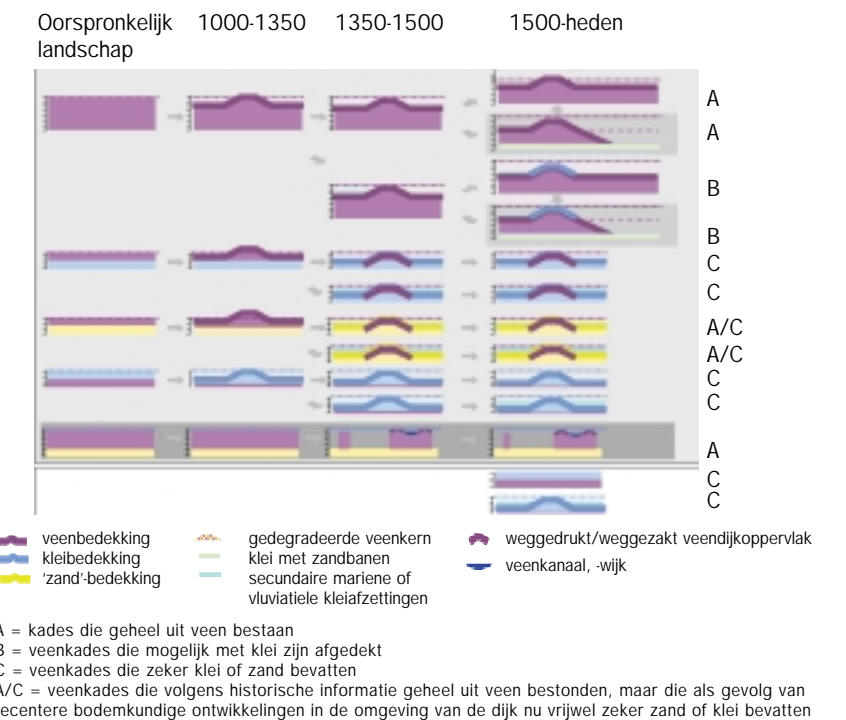 Oorspronkelijk landschap
1000-1350
1350-1500
1500-heden
A
A
B
B
C
C
A/C
A/C
C
C
A
C
C
veenbedekking
kleibedekking
'zand'-bedekking
gedegradeerde veenkern
klei met zandbanen
secundaire mariene of
vluviatiele kleiafzettingen
weggedrukt/weggezakt veendijkoppervlak
veenkanaal, -wijk
A = kades die geheel uit veen bestaan
B = veenkades die mogelijk met klei zijn afgedekt
C = veenkades die zeker klei of zand bevatten
A/C = veenkades die volgens historische informatie geheel uit veen bestonden, maar die als gevolg van
recentere bodemkundige ontwikkelingen in de omgeving van de dijk nu vrijwel zeker zand of klei bevatten